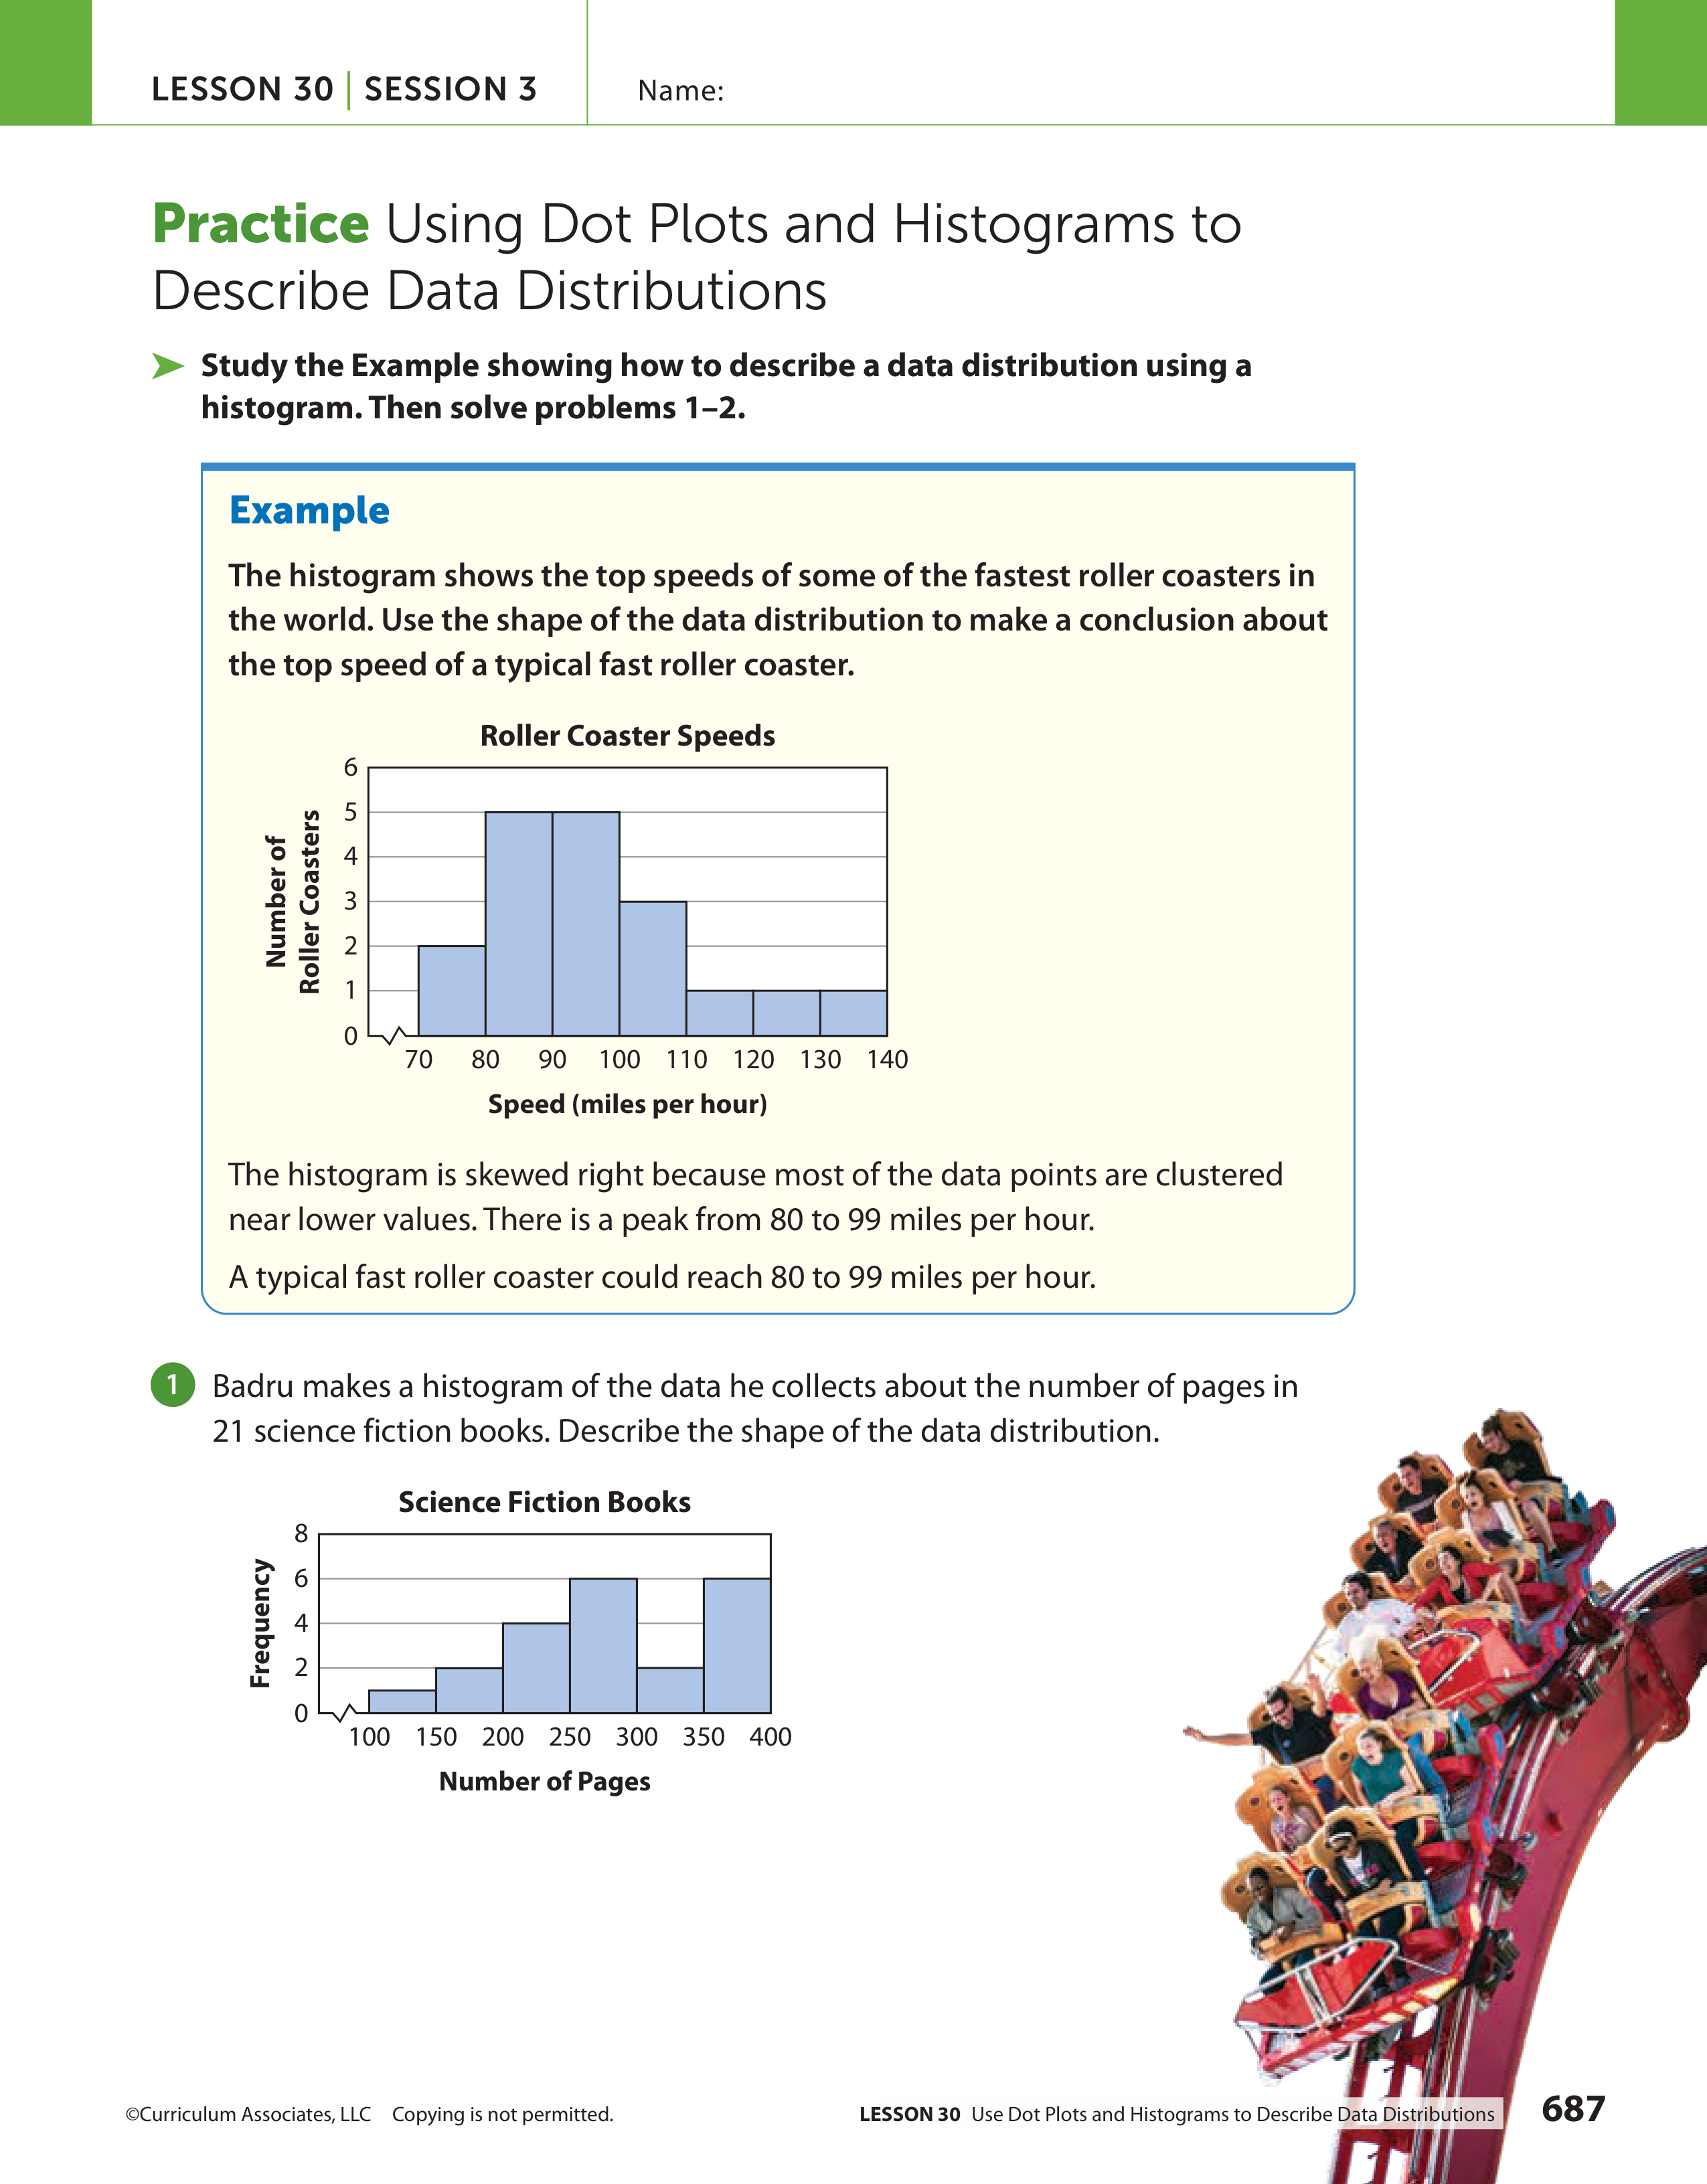 LESSON 30 | SESSION 3
Name:
Practice Using Dot Plots and Histograms to
Describe Data Distributions
Study the Example showing how to describe a data distribution using a
histogram. Then solve problems 1–2.
Example
The histogram shows the top speeds of some of the fastest roller coasters in
the world. Use the shape of the data distribution to make a conclusion about
the top speed of a typical fast roller coaster.
Roller Coaster Speeds
Number of
Roller Coasters
6
5
4
3
2
1
0
70 80 90 100 110 120 130 140
Speed (miles per hour)
The histogram is skewed right because most of the data points are clustered
near lower values. There is a peak from 80 to 99 miles per hour.
A typical fast roller coaster could reach 80 to 99 miles per hour.
1 Badru makes a histogram of the data he collects about the number of pages in
21 science fiction books. Describe the shape of the data distribution.
Science Fiction Books
Frequency
8
6
4
2
0
100 150 200 250 300 350 400
Number of Pages
©Curriculum Associates, LLC Copying is not permitted.
LESSON 30 Use Dot Plots and Histograms to Describe Data Distributions
687